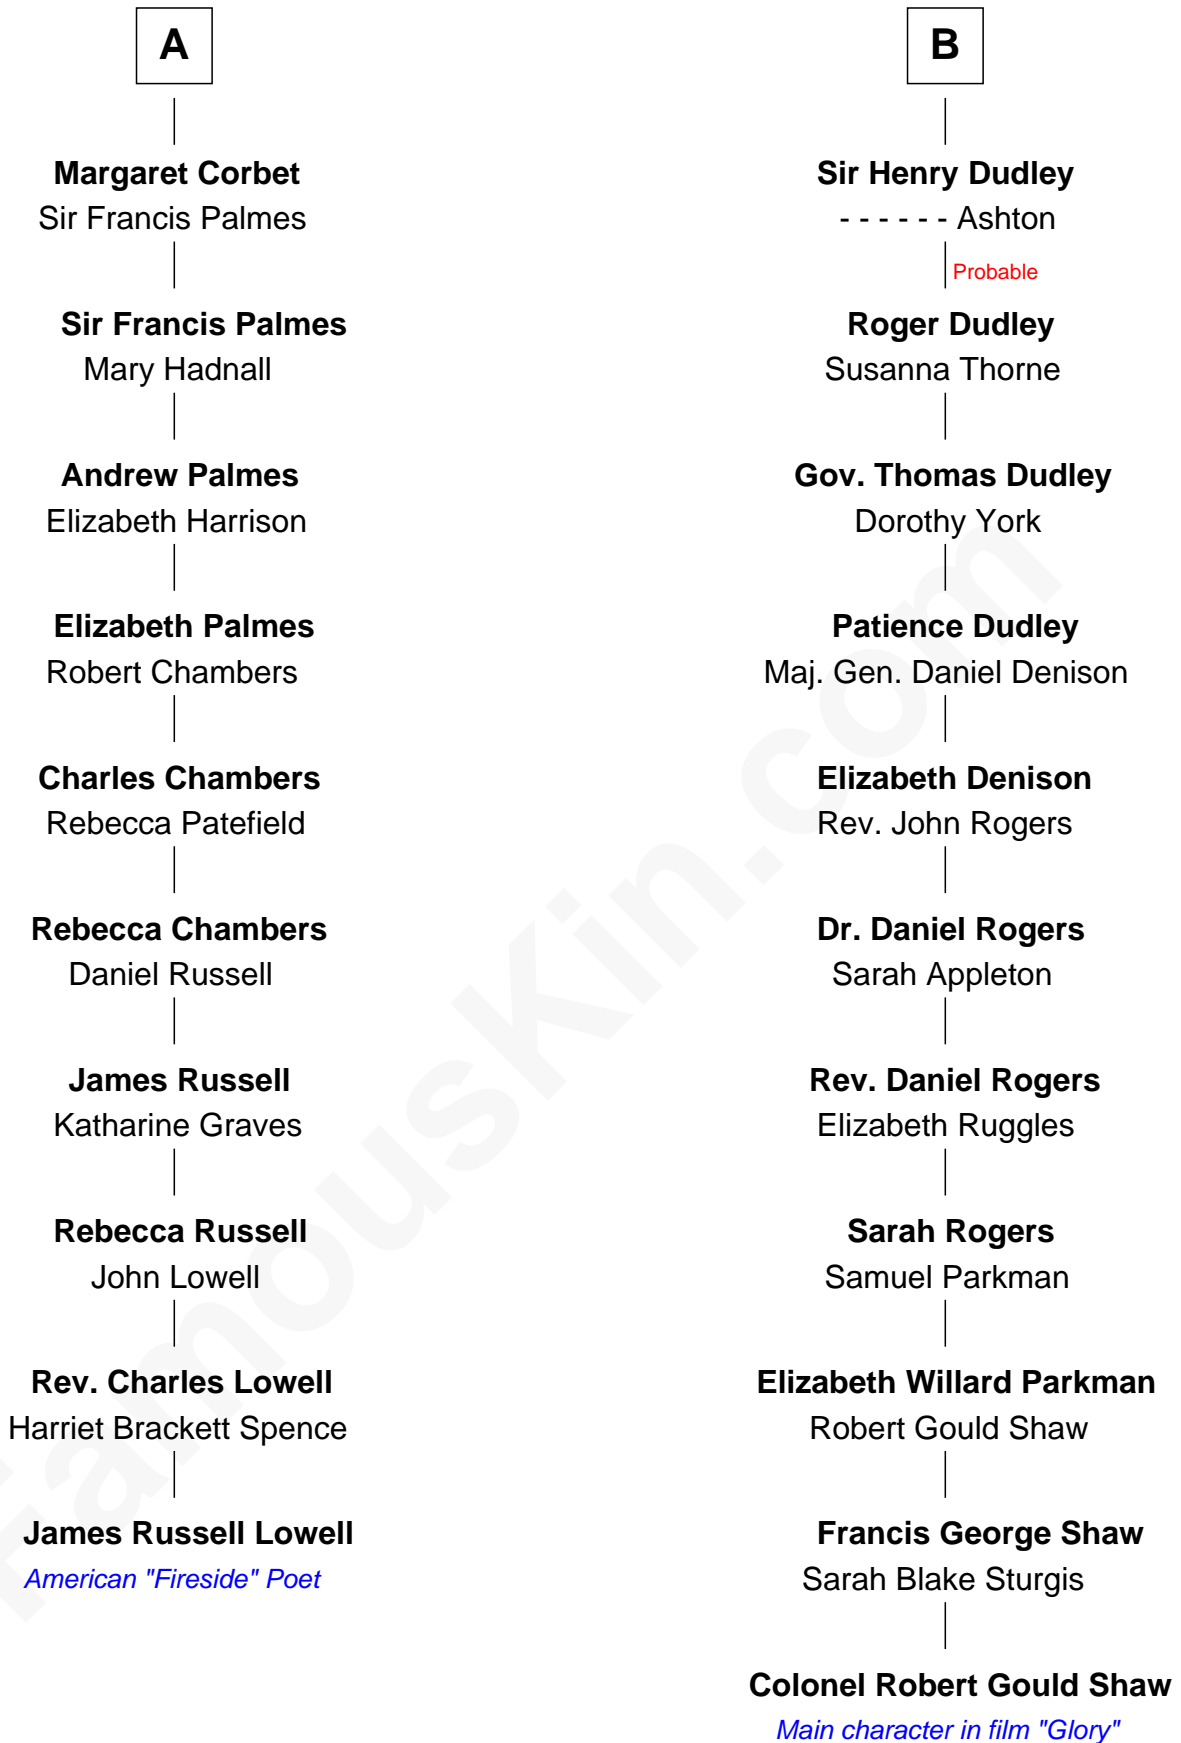 A
Margaret Corbet
Sir Francis Palmes
Sir Francis Palmes
Mary Hadnall
Andrew Palmes
Elizabeth Harrison
Elizabeth Palmes
Robert Chambers
Charles Chambers
Rebecca Patefield
Rebecca Chambers
Daniel Russell
James Russell
Katharine Graves
Rebecca Russell
John Lowell
Rev. Charles Lowell
Harriet Brackett Spence
James Russell Lowell
American "Fireside" Poet
B
Sir Henry Dudley
- - - - - - Ashton
Probable
Roger Dudley
Susanna Thorne
Gov. Thomas Dudley
Dorothy York
Patience Dudley
Maj. Gen. Daniel Denison
Elizabeth Denison
Rev. John Rogers
Dr. Daniel Rogers
Sarah Appleton
Rev. Daniel Rogers
Elizabeth Ruggles
Sarah Rogers
Samuel Parkman
Elizabeth Willard Parkman
Robert Gould Shaw
Francis George Shaw
Sarah Blake Sturgis
Colonel Robert Gould Shaw
Main character in film "Glory"
FamousKin.com